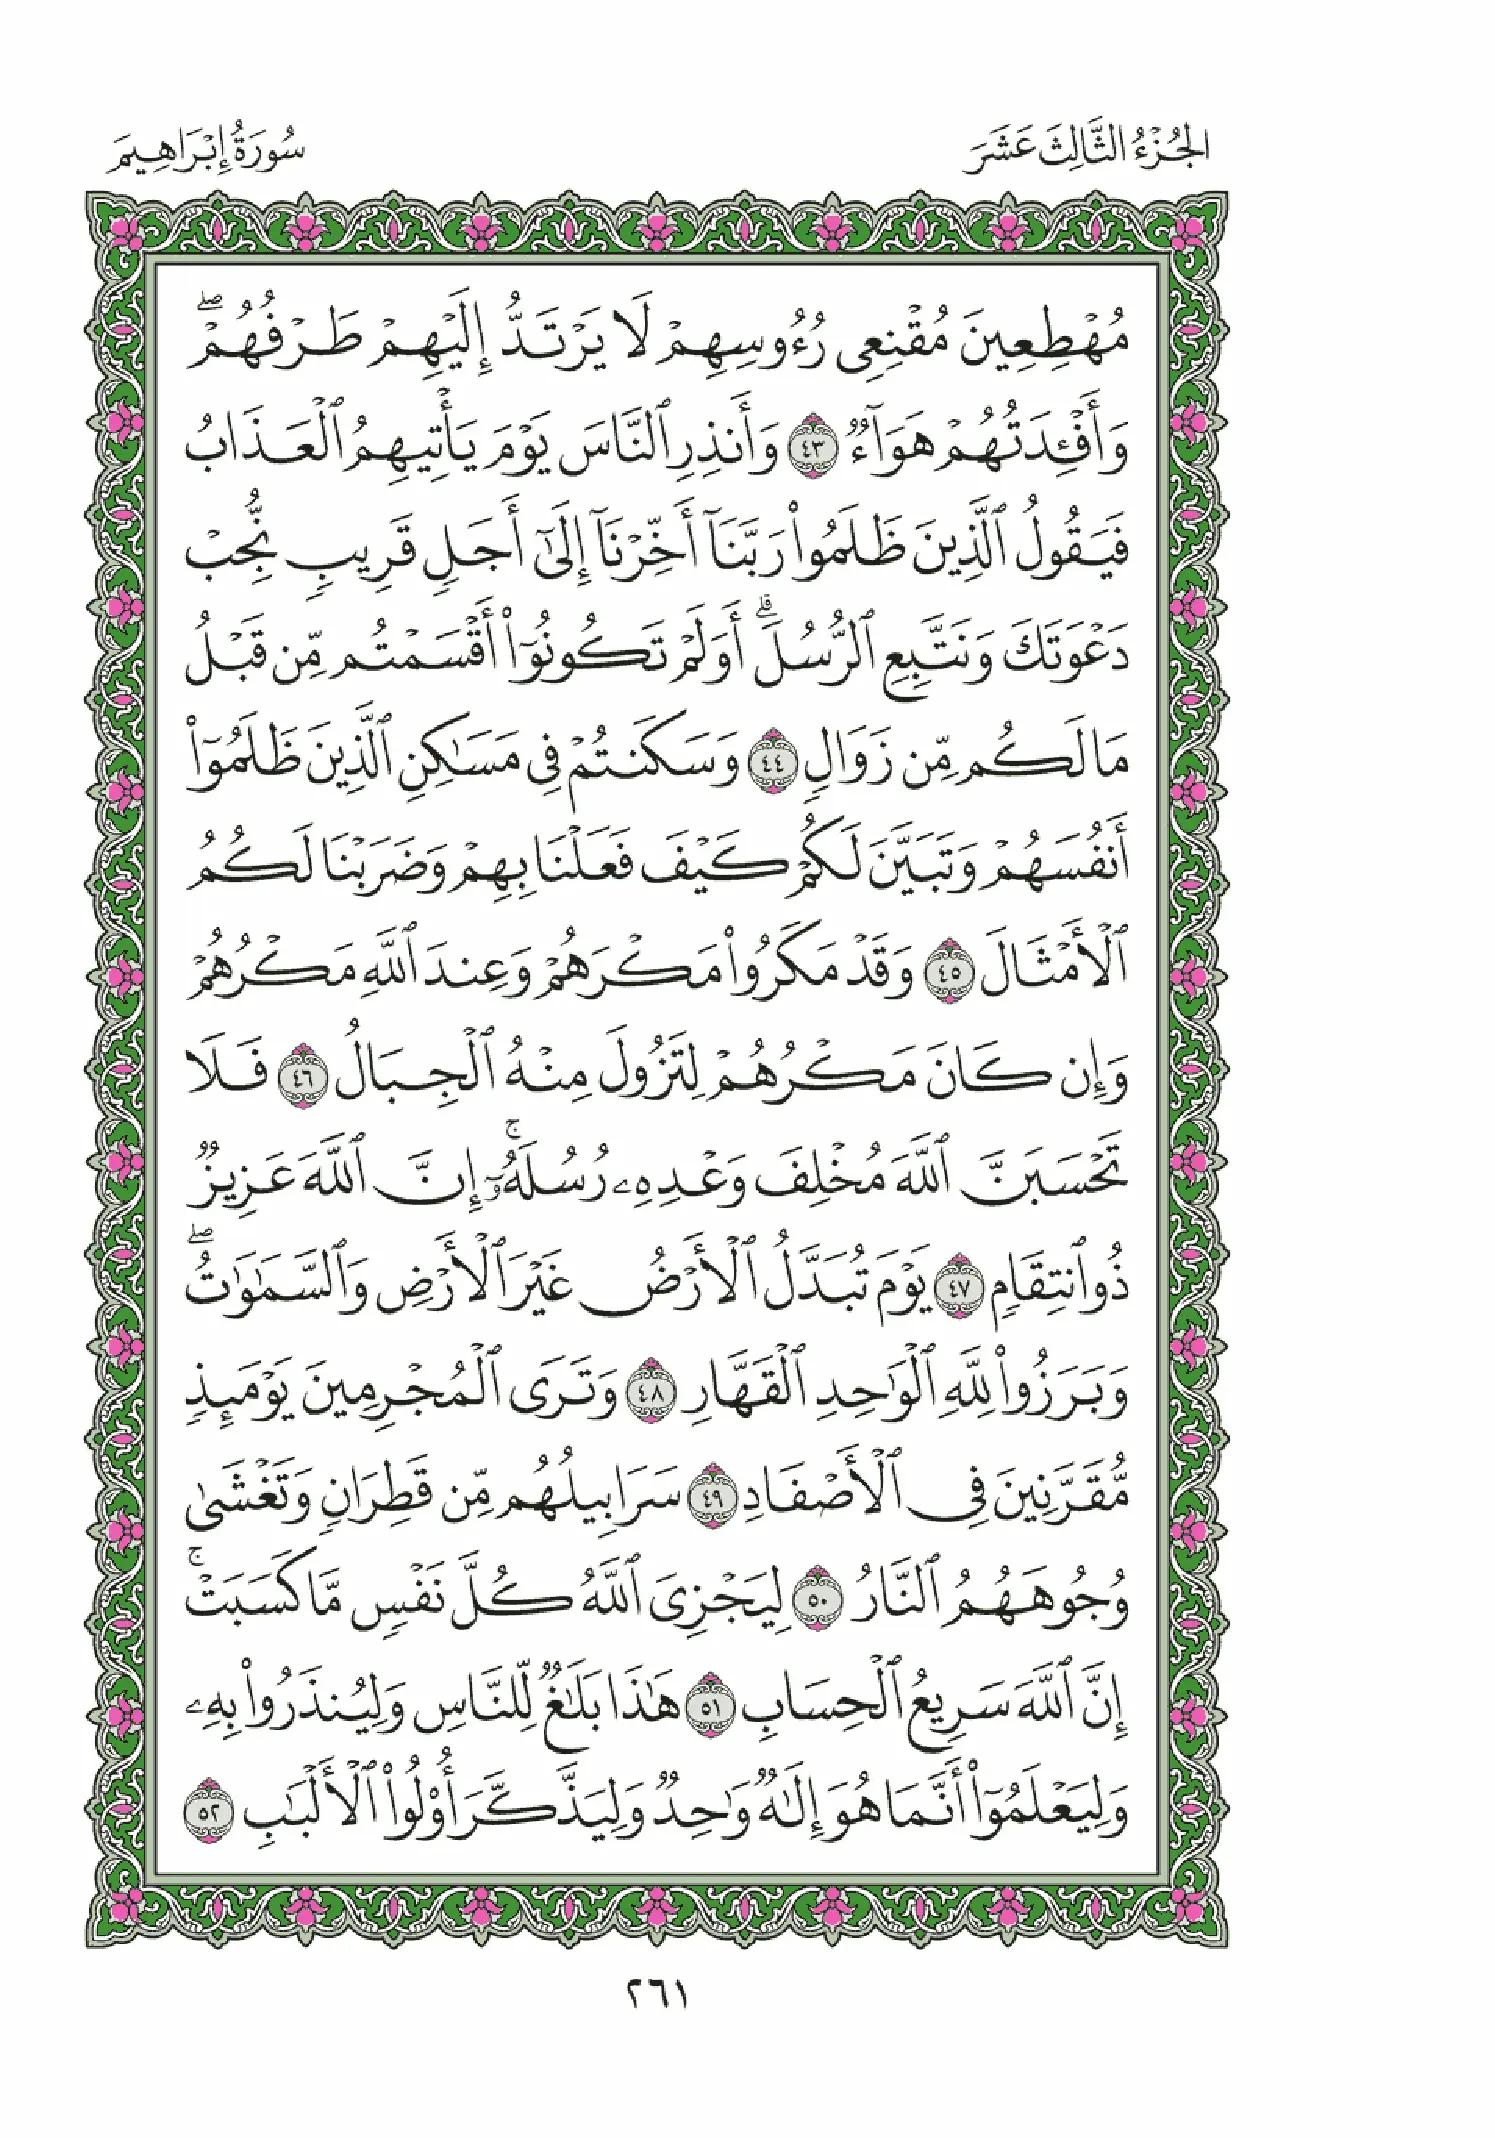 الجُزْءُ الثَّالِثَ عَشَرَ
سُورَةُ إِبْرَاهِيمَ
مُهْطِعِينَ مُقْنِعِى رُءُوسِهِمْ لَا يَرْتَدُّ إِلَيْهِمْ طَرْفُهُمْ ۖ
وَأَفْـِٔدَتُهُمْ هَوَآءٌ ٤٣ وَأَنذِرِ ٱلنَّاسَ يَوْمَ يَأْتِيهِمُ ٱلْعَذَابُ
فَيَقُولُ ٱلَّذِينَ ظَلَمُوا۟ رَبَّنَآ أَخِّرْنَآ إِلَىٰٓ أَجَلٍ قَرِيبٍ نُّجِبْ
دَعْوَتَكَ وَنَتَّبِعِ ٱلرُّسُلَ ۗ أَوَلَمْ تَكُونُوٓا۟ أَقْسَمْتُم مِّن قَبْلُ
مَا لَكُم مِّن زَوَالٍ ٤٤ وَسَكَنتُمْ فِى مَسَٰكِنِ ٱلَّذِينَ ظَلَمُوٓا۟
أَنفُسَهُمْ وَتَبَيَّنَ لَكُمْ كَيْفَ فَعَلْنَا بِهِمْ وَضَرَبْنَا لَكُمُ
ٱلْأَمْثَالَ ٤٥ وَقَدْ مَكَرُوا۟ مَكْرَهُمْ وَعِندَ ٱللَّهِ مَكْرُهُمْ
وَإِن كَانَ مَكْرُهُمْ لِتَزُولَ مِنْهُ ٱلْجِبَالُ ٤٦ فَلَا
تَحْسَبَنَّ ٱللَّهَ مُخْلِفَ وَعْدِهِۦ رُسُلَهُۥٓ ۚ إِنَّ ٱللَّهَ عَزِيزٌ
ذُو ٱنتِقَامٍ ٤٧ يَوْمَ تُبَدَّلُ ٱلْأَرْضُ غَيْرَ ٱلْأَرْضِ وَٱلسَّمَٰوَٰتُ ۖ
وَبَرَزُوا۟ لِلَّهِ ٱلْوَٰحِدِ ٱلْقَهَّارِ ٤٨ وَتَرَى ٱلْمُجْرِمِينَ يَوْمَئِذٍ
مُّقَرَّنِينَ فِى ٱلْأَصْفَادِ ٤٩ سَرَابِيلُهُم مِّن قَطِرَانٍ وَتَغْشَىٰ
وُجُوهَهُمُ ٱلنَّارُ ٥٠ لِيَجْزِىَ ٱللَّهُ كُلَّ نَفْسٍ مَّا كَسَبَتْ ۚ
إِنَّ ٱللَّهَ سَرِيعُ ٱلْحِسَابِ ٥١ هَٰذَا بَلَٰغٌ لِّلنَّاسِ وَلِيُنذَرُوا۟ بِهِۦ
وَلِيَعْلَمُوٓا۟ أَنَّمَا هُوَ إِلَٰهٌ وَٰحِدٌ وَلِيَذَّكَّرَ أُو۟لُوا۟ ٱلْأَلْبَٰبِ ٥٢
٢٦١